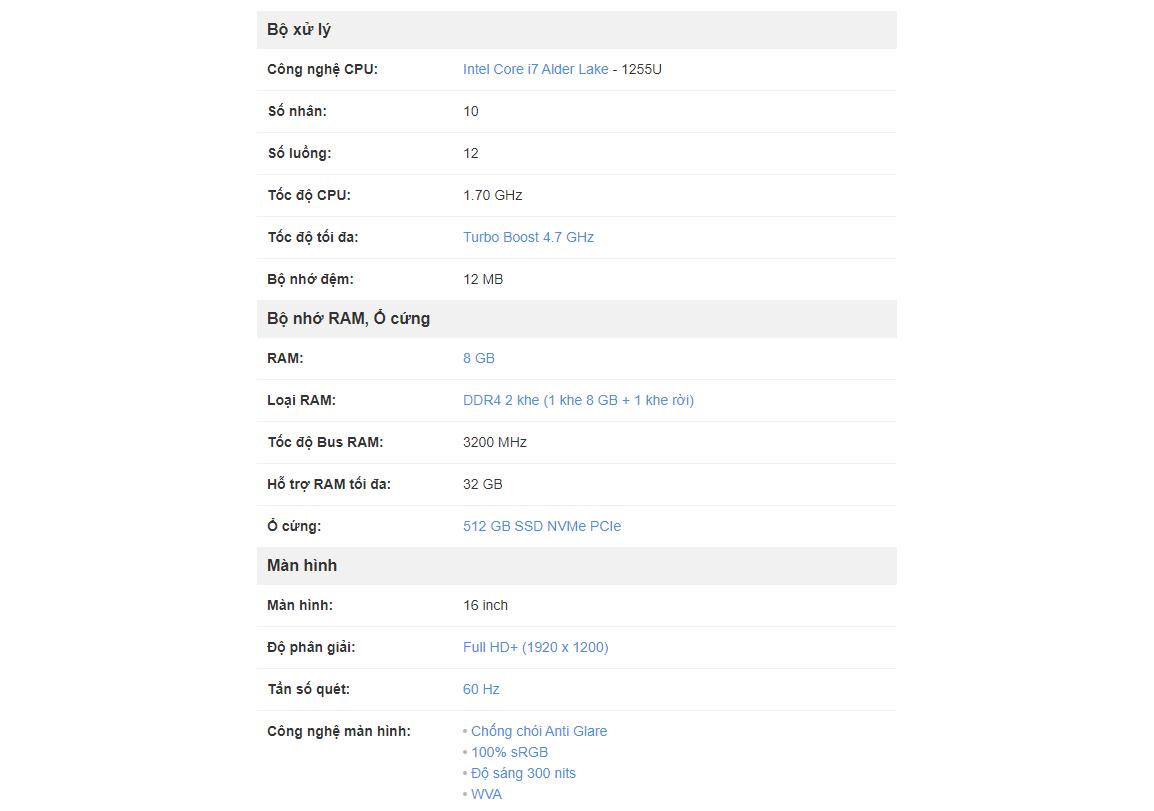 Bộ xử lý
Công nghệ CPU: Intel Core i7 Alder Lake - 1255U
Số nhân: 10
Số luồng: 12
Tốc độ CPU: 1.70 GHz
Tốc độ tối đa: Turbo Boost 4.7 GHz
Bộ nhớ đệm: 12 MB
Bộ nhớ RAM, Ổ cứng
RAM: 8 GB
Loại RAM: DDR4 2 khe (1 khe 8 GB + 1 khe rời)
Tốc độ Bus RAM: 3200 MHz
Hỗ trợ RAM tối đa: 32 GB
Ổ cứng: 512 GB SSD NVMe PCIe
Màn hình
Màn hình: 16 inch
Độ phân giải: Full HD+ (1920 x 1200)
Tần số quét: 60 Hz
Công nghệ màn hình: • Chống chói Anti Glare
• 100% sRGB
• Độ sáng 300 nits
• WVA